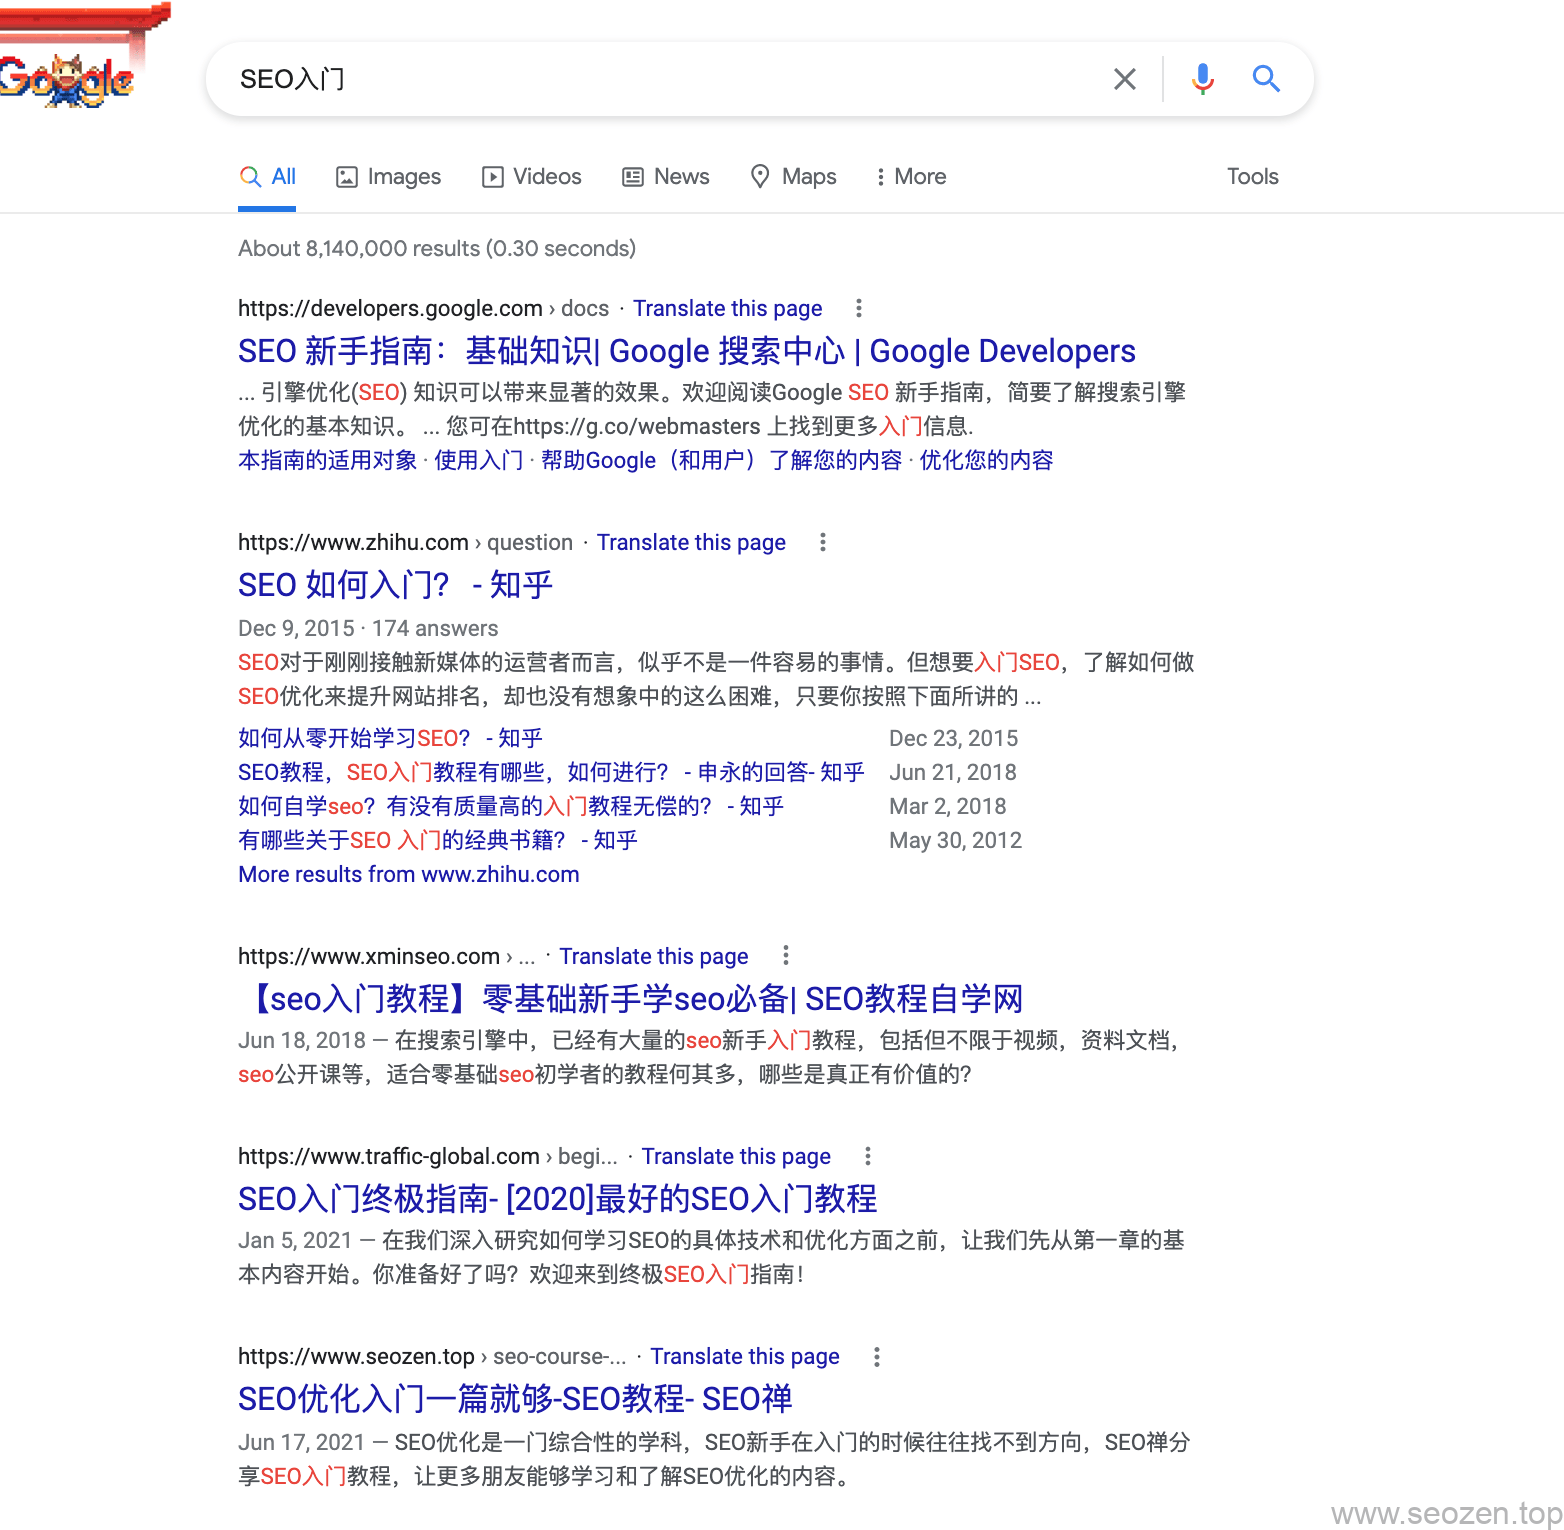 Google
SEO入门
All Images Videos News Maps More Tools
About 8,140,000 results (0.30 seconds)
https://developers.google.com › docs · Translate this page
SEO 新手指南：基础知识| Google 搜索中心 | Google Developers
... 引擎优化(SEO) 知识可以带来显著的效果。欢迎阅读Google SEO 新手指南，简要了解搜索引擎
优化的基本知识。 ... 您可在https://g.co/webmasters 上找到更多入门信息.
本指南的适用对象 · 使用入门 · 帮助Google（和用户）了解您的内容 · 优化您的内容
https://www.zhihu.com › question · Translate this page
SEO 如何入门？ - 知乎
Dec 9, 2015 · 174 answers
SEO对于刚刚接触新媒体的运营者而言，似乎不是一件容易的事情。但想要入门SEO，了解如何做
SEO优化来提升网站排名，却也没有想象中的这么困难，只要你按照下面所讲的 ...
如何从零开始学习SEO？ - 知乎 Dec 23, 2015
SEO教程，SEO入门教程有哪些，如何进行？ - 申永的回答- 知乎 Jun 21, 2018
如何自学seo？有没有质量高的入门教程无偿的？ - 知乎 Mar 2, 2018
有哪些关于SEO 入门的经典书籍？ - 知乎 May 30, 2012
More results from www.zhihu.com
https://www.xminseo.com › ... · Translate this page
【seo入门教程】零基础新手学seo必备| SEO教程自学网
Jun 18, 2018 — 在搜索引擎中，已经有大量的seo新手入门教程，包括但不限于视频，资料文档，
seo公开课等，适合零基础seo初学者的教程何其多，哪些是真正有价值的?
https://www.traffic-global.com › begi... · Translate this page
SEO入门终极指南- [2020]最好的SEO入门教程
Jan 5, 2021 — 在我们深入研究如何学习SEO的具体技术和优化方面之前，让我们先从第一章的基
本内容开始。你准备好了吗？欢迎来到终极SEO入门指南！
https://www.seozen.top › seo-course-... · Translate this page
SEO优化入门一篇就够-SEO教程- SEO禅
Jun 17, 2021 — SEO优化是一门综合性的学科，SEO新手在入门的时候往往找不到方向，SEO禅分
享SEO入门教程，让更多朋友能够学习和了解SEO优化的内容。
www.seozen.top